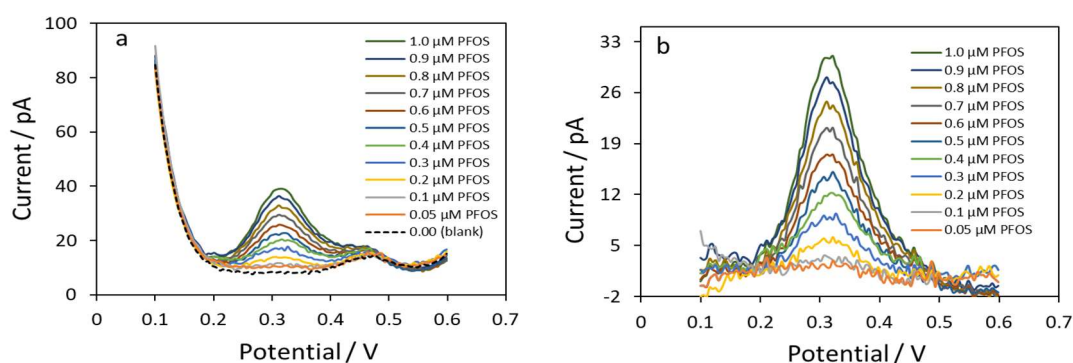 a
100
80
60
40
20
0
Current / pA
0
0.1
0.2
0.3
0.4
0.5
0.6
0.7
Potential / V
1.0 µM PFOS
0.9 µM PFOS
0.8 µM PFOS
0.7 µM PFOS
0.6 µM PFOS
0.5 µM PFOS
0.4 µM PFOS
0.3 µM PFOS
0.2 µM PFOS
0.1 µM PFOS
0.05 µM PFOS
0.00 (blank)
b
33
26
19
12
5
-2
Current / pA
0
0.1
0.2
0.3
0.4
0.5
0.6
0.7
Potential / V
1.0 µM PFOS
0.9 µM PFOS
0.8 µM PFOS
0.7 µM PFOS
0.6 µM PFOS
0.5 µM PFOS
0.4 µM PFOS
0.3 µM PFOS
0.2 µM PFOS
0.1 µM PFOS
0.05 µM PFOS